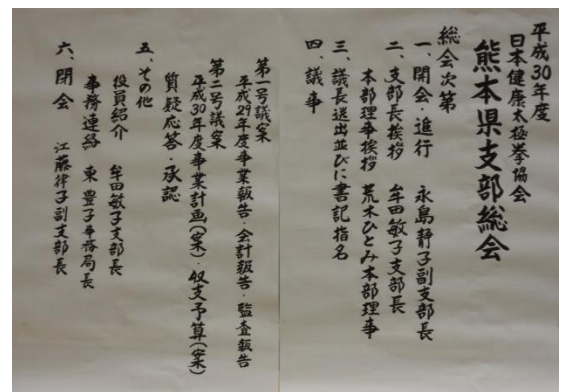 平成30年度
日本健康太極拳協会
熊本県支部総会
総会次第
一、開会・進行 永島静子副支部長
二、支部長挨拶 牟田敏子支部長
本部理事挨拶 荒木ひとみ本部理事
三、議長送出並びに書記指名
四、議事
第一号議案
平成29年度事業報告・会計報告・監査報告
第二号議案
平成30年度事業計画(案)・収支予算(案)
質疑応答・承認
五、その他
役員紹介 牟田敏子支部長
事務連絡 東豊子事務局長
六、閉会 江藤律子副支部長